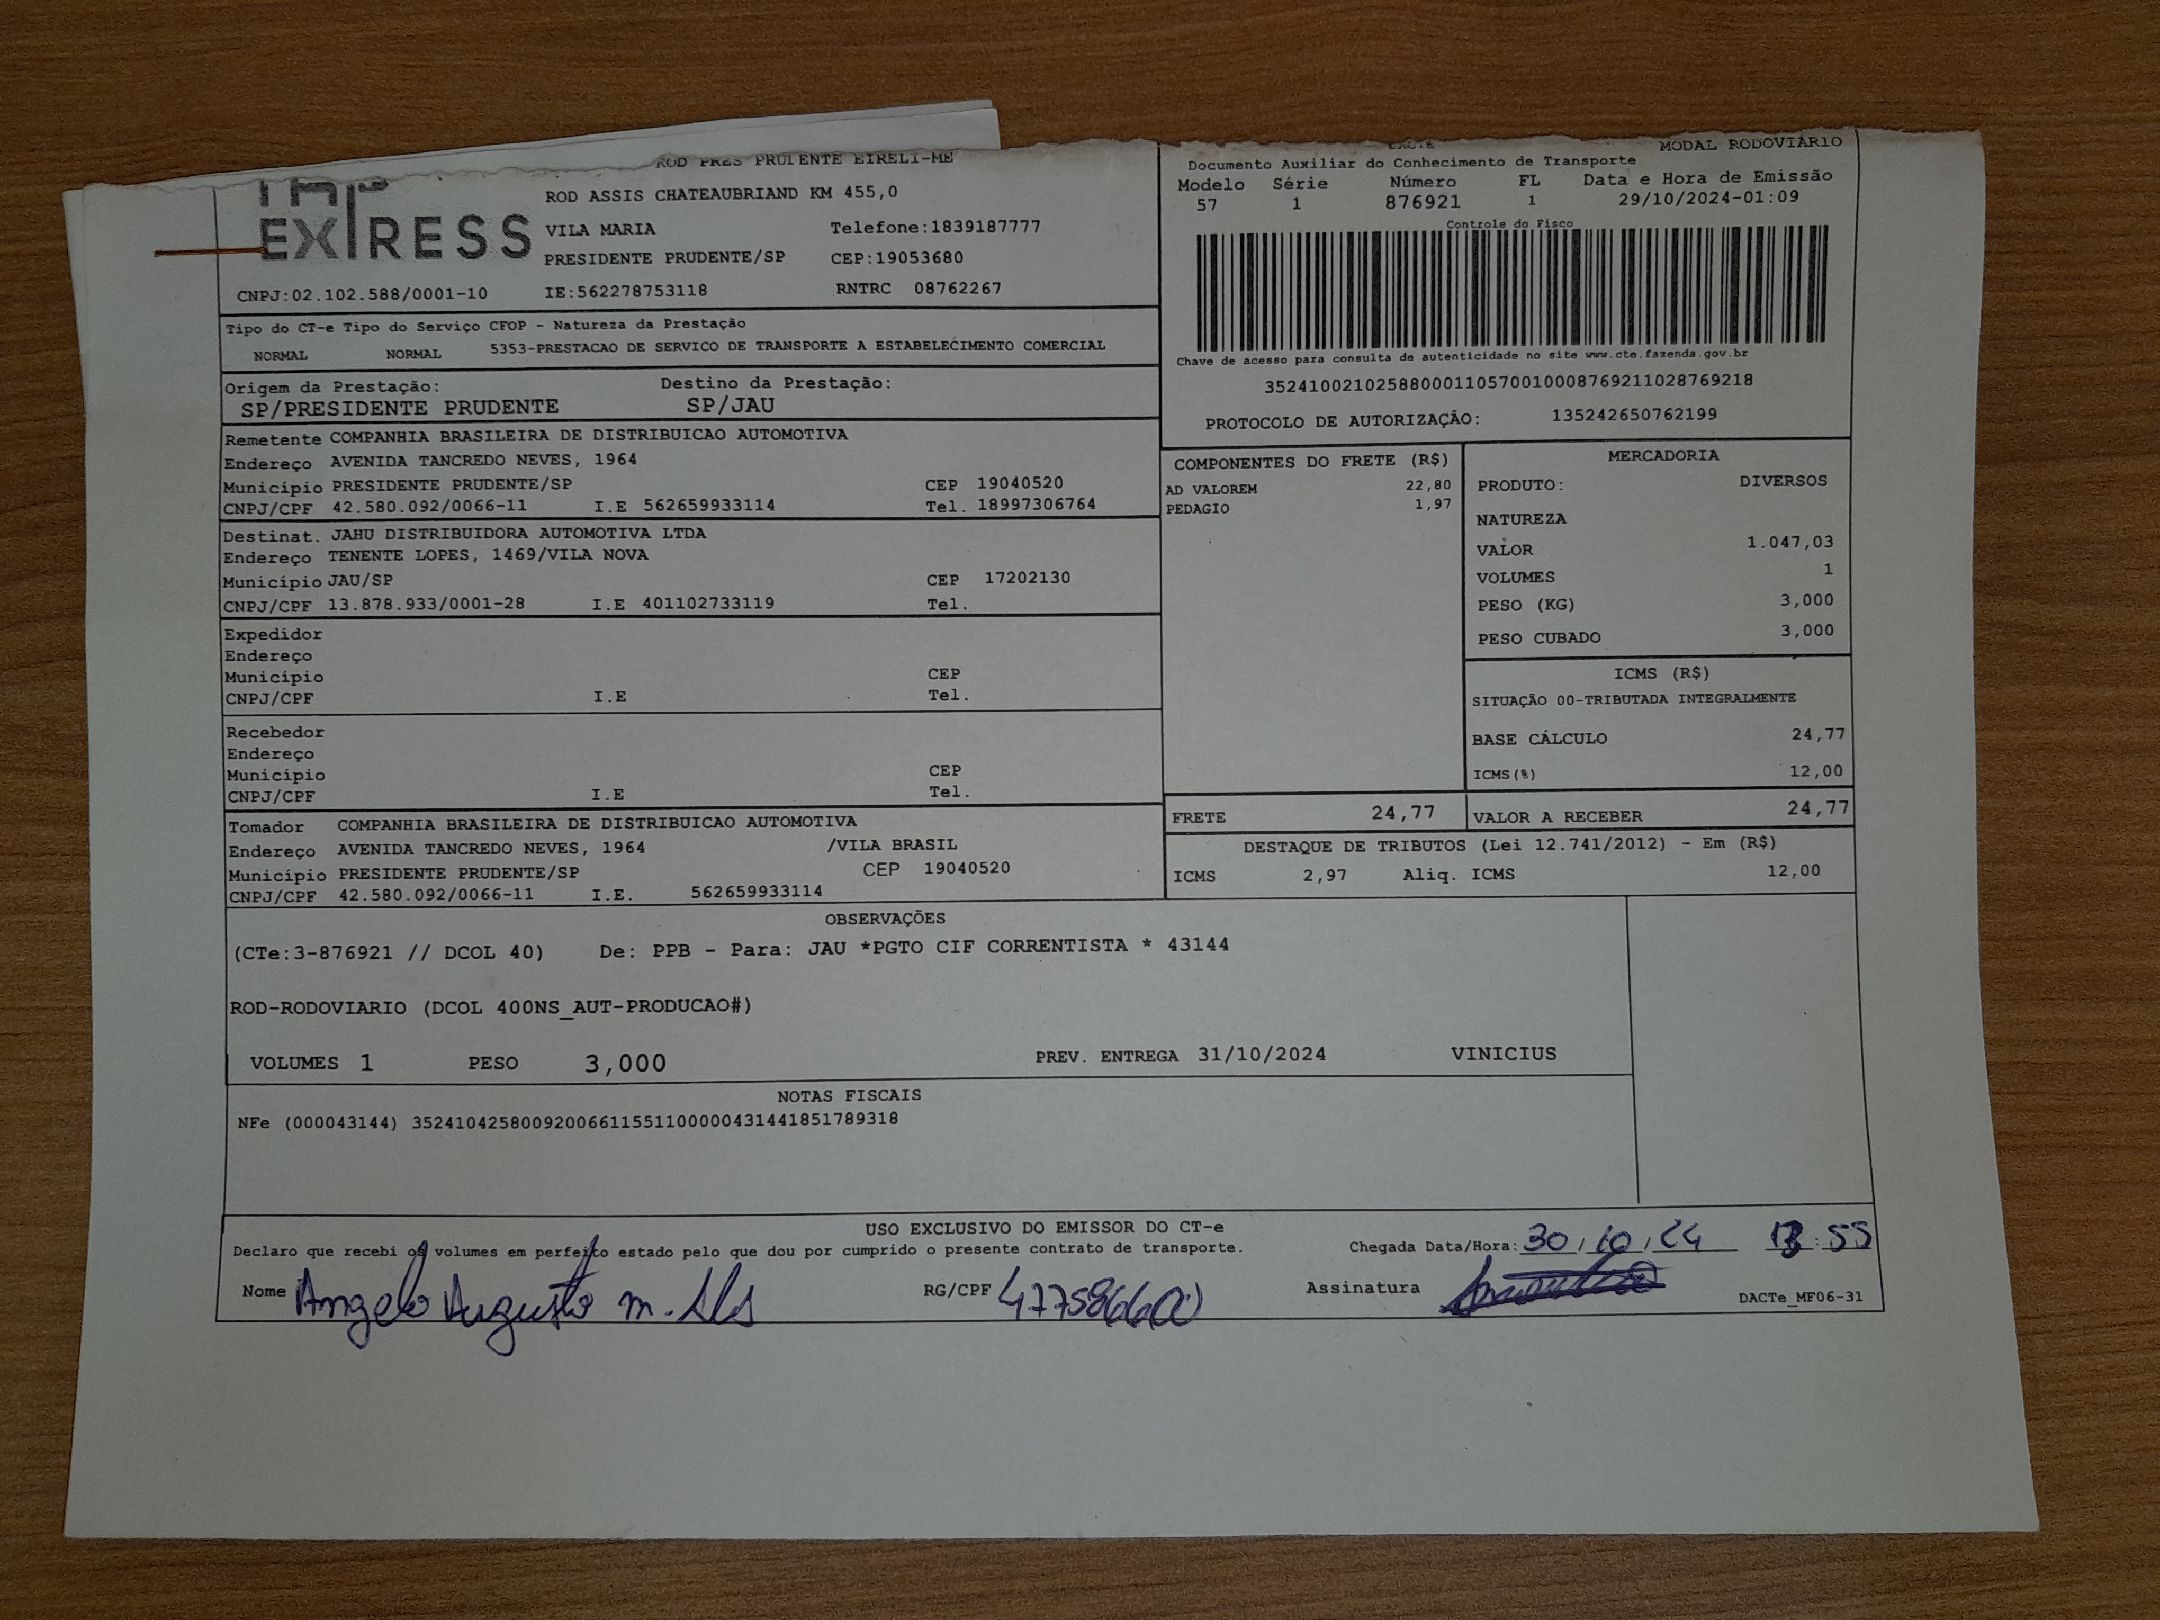 ROD PRES PRUDENTE EIRELI-ME
EXPRESS
ROD ASSIS CHATEAUBRIAND KM 455,0
VILA MARIA Telefone:1839187777
PRESIDENTE PRUDENTE/SP CEP:19053680
CNPJ:02.102.588/0001-10 IE:562278753118 RNTRC 08762267
MODAL RODOVIARIO
Documento Auxiliar do Conhecimento de Transporte
Modelo Série Número FL Data e Hora de Emissão
57 1 876921 1 29/10/2024-01:09
Controle do Fisco
Chave de acesso para consulta de autenticidade no site www.cte.fazenda.gov.br
35241002102588000110570010008769211028769218
PROTOCOLO DE AUTORIZAÇÃO: 135242650762199
Tipo do CT-e Tipo do Serviço CFOP - Natureza da Prestação
NORMAL NORMAL 5353-PRESTACAO DE SERVICO DE TRANSPORTE A ESTABELECIMENTO COMERCIAL
Origem da Prestação: Destino da Prestação:
SP/PRESIDENTE PRUDENTE SP/JAU
Remetente COMPANHIA BRASILEIRA DE DISTRIBUICAO AUTOMOTIVA
Endereço AVENIDA TANCREDO NEVES, 1964
Município PRESIDENTE PRUDENTE/SP CEP 19040520
CNPJ/CPF 42.580.092/0066-11 I.E 562659933114 Tel. 18997306764
Destinat. JAHU DISTRIBUIDORA AUTOMOTIVA LTDA
Endereço TENENTE LOPES, 1469/VILA NOVA
Município JAU/SP CEP 17202130
CNPJ/CPF 13.878.933/0001-28 I.E 401102733119 Tel.
Expedidor
Endereço
Município CEP
CNPJ/CPF I.E Tel.
Recebedor
Endereço
Município CEP
CNPJ/CPF I.E Tel.
Tomador COMPANHIA BRASILEIRA DE DISTRIBUICAO AUTOMOTIVA
Endereço AVENIDA TANCREDO NEVES, 1964 /VILA BRASIL
Município PRESIDENTE PRUDENTE/SP CEP 19040520
CNPJ/CPF 42.580.092/0066-11 I.E. 562659933114
COMPONENTES DO FRETE (R$)
AD VALOREM 22,80
PEDAGIO 1,97
MERCADORIA
PRODUTO: DIVERSOS
NATUREZA
VALOR 1.047,03
VOLUMES 1
PESO (KG) 3,000
PESO CUBADO 3,000
ICMS (R$)
SITUAÇÃO 00-TRIBUTADA INTEGRALMENTE
BASE CÁLCULO 24,77
ICMS(%) 12,00
FRETE 24,77 VALOR A RECEBER 24,77
DESTAQUE DE TRIBUTOS (Lei 12.741/2012) - Em (R$)
ICMS 2,97 Aliq. ICMS 12,00
OBSERVAÇÕES
(CTe:3-876921 // DCOL 40) De: PPB - Para: JAU *PGTO CIF CORRENTISTA * 43144
ROD-RODOVIARIO (DCOL 400NS_AUT-PRODUCAO#)
VOLUMES 1 PESO 3,000 PREV. ENTREGA 31/10/2024 VINICIUS
NOTAS FISCAIS
NFe (000043144) 35241042580092006611551100000431441851789318
USO EXCLUSIVO DO EMISSOR DO CT-e
Declaro que recebi os volumes em perfeito estado pelo que dou por cumprido o presente contrato de transporte. Chegada Data/Hora: 30/10/24 13:55
Nome Angelo Augusto m. RG/CPF Assinatura
DACTe_MF06-31